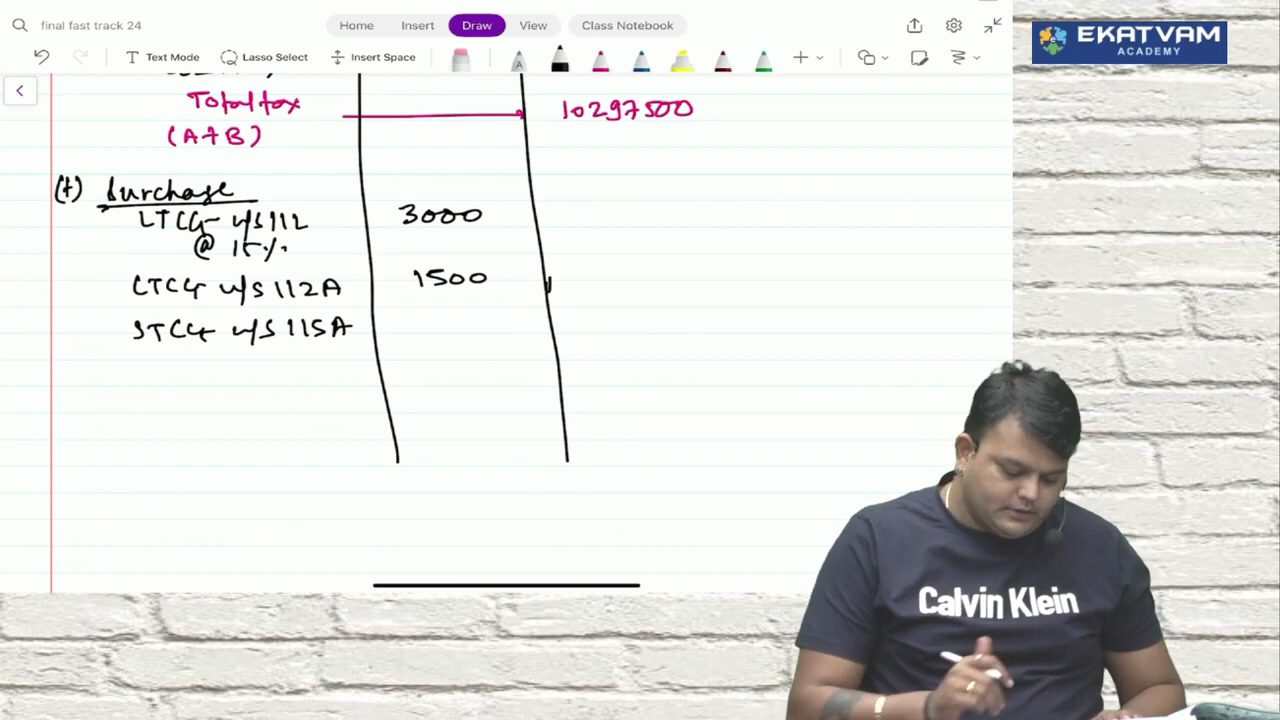 final fast track 24
Home Insert Draw View Class Notebook
Text Mode Lasso Select Insert Space
EKATVAM
ACADEMY
Total tax 10297500
(A+B)
(+) Surcharge
LTCG u/s 112 3000
@ 15%
LTCG u/s 112A 1500
STCG u/s 115A
Calvin Klein